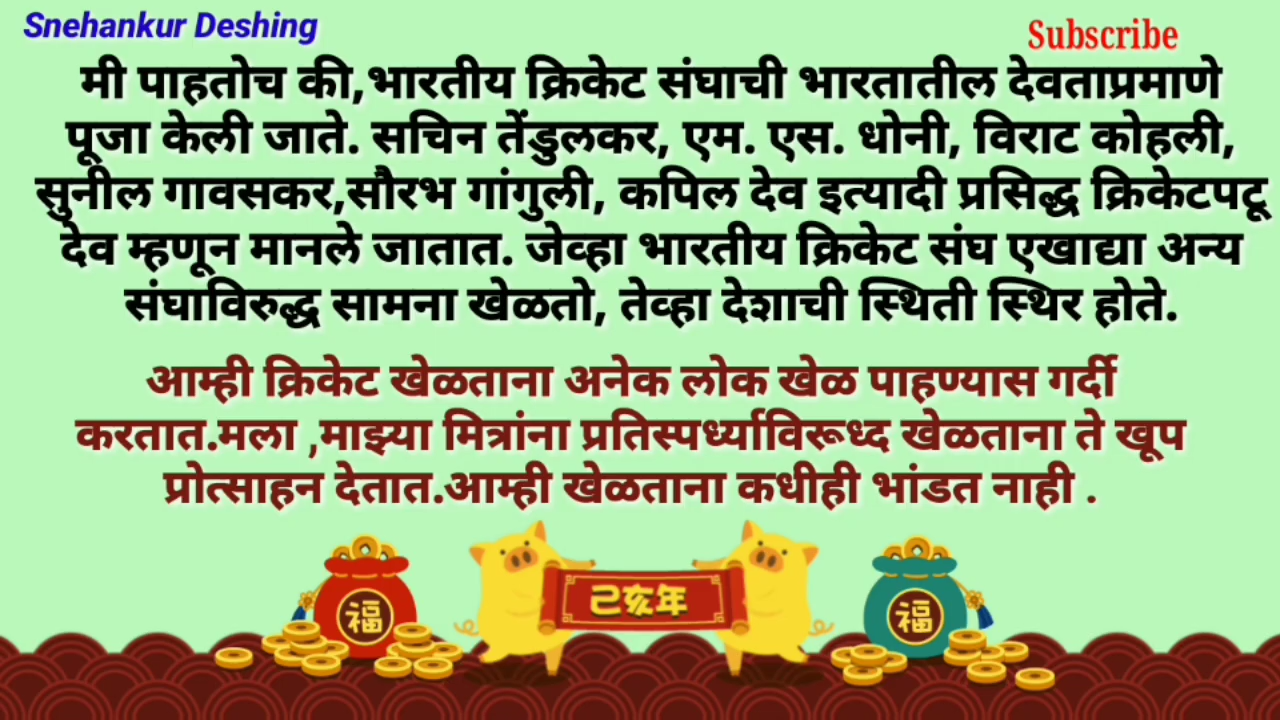 Snehankur Deshing
Subscribe
मी पाहतोच की,भारतीय क्रिकेट संघाची भारतातील देवताप्रमाणे
पूजा केली जाते. सचिन तेंडुलकर, एम. एस. धोनी, विराट कोहली,
सुनील गावसकर,सौरभ गांगुली, कपिल देव इत्यादी प्रसिद्ध क्रिकेटपटू
देव म्हणून मानले जातात. जेव्हा भारतीय क्रिकेट संघ एखाद्या अन्य
संघाविरुद्ध सामना खेळतो, तेव्हा देशाची स्थिती स्थिर होते.
आम्ही क्रिकेट खेळताना अनेक लोक खेळ पाहण्यास गर्दी
करतात.मला ,माझ्या मित्रांना प्रतिस्पर्ध्याविरूध्द खेळताना ते खूप
प्रोत्साहन देतात.आम्ही खेळताना कधीही भांडत नाही .
己亥年
福
福